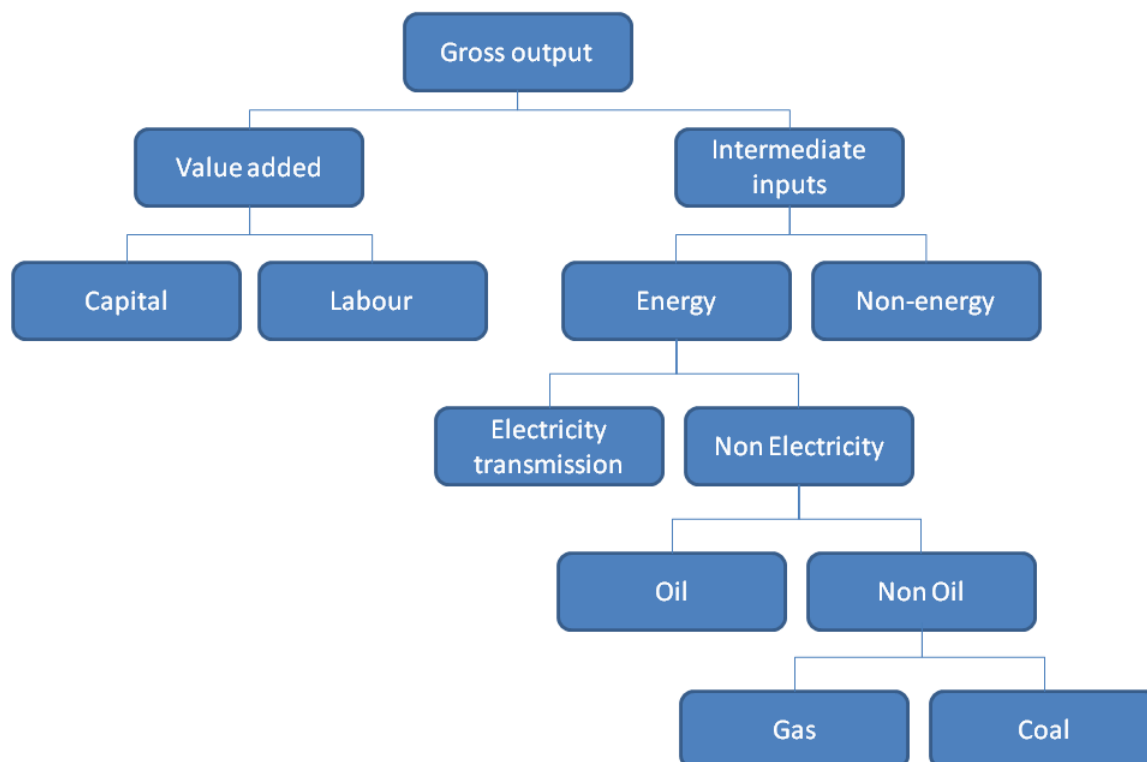 Gross output
Value added
Intermediate
inputs
Capital
Labour
Energy
Non-energy
Electricity
transmission
Non Electricity
Oil
Non Oil
Gas
Coal